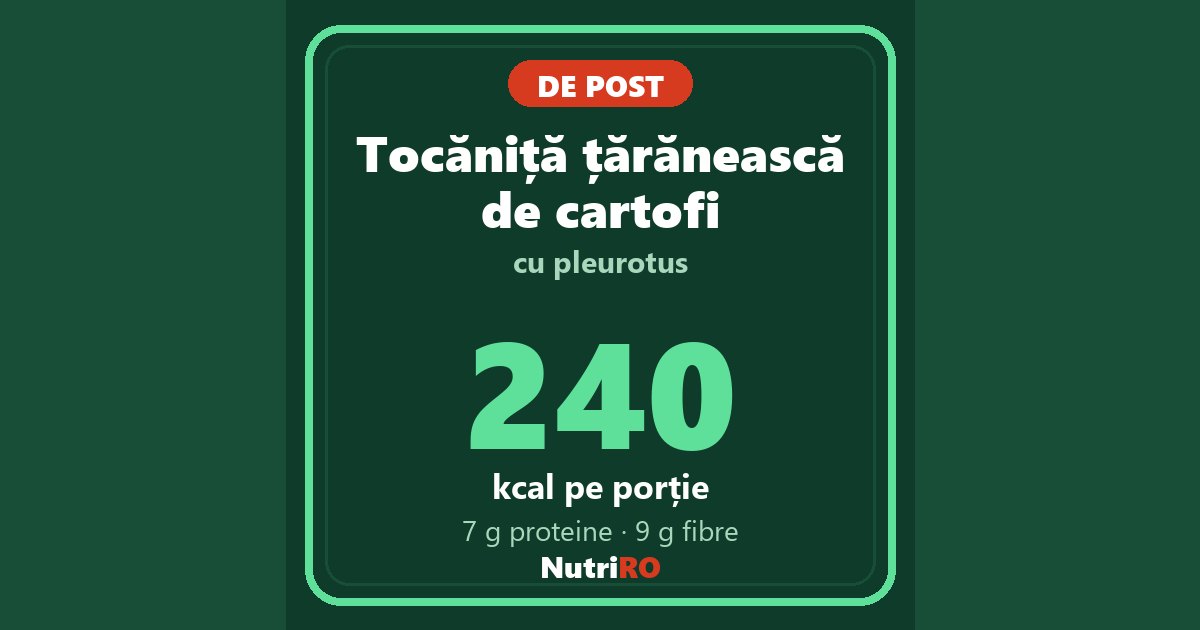 DE POST
Tocăniță țărănească
de cartofi
cu pleurotus
240
kcal pe porție
7 g proteine · 9 g fibre
NutriRO